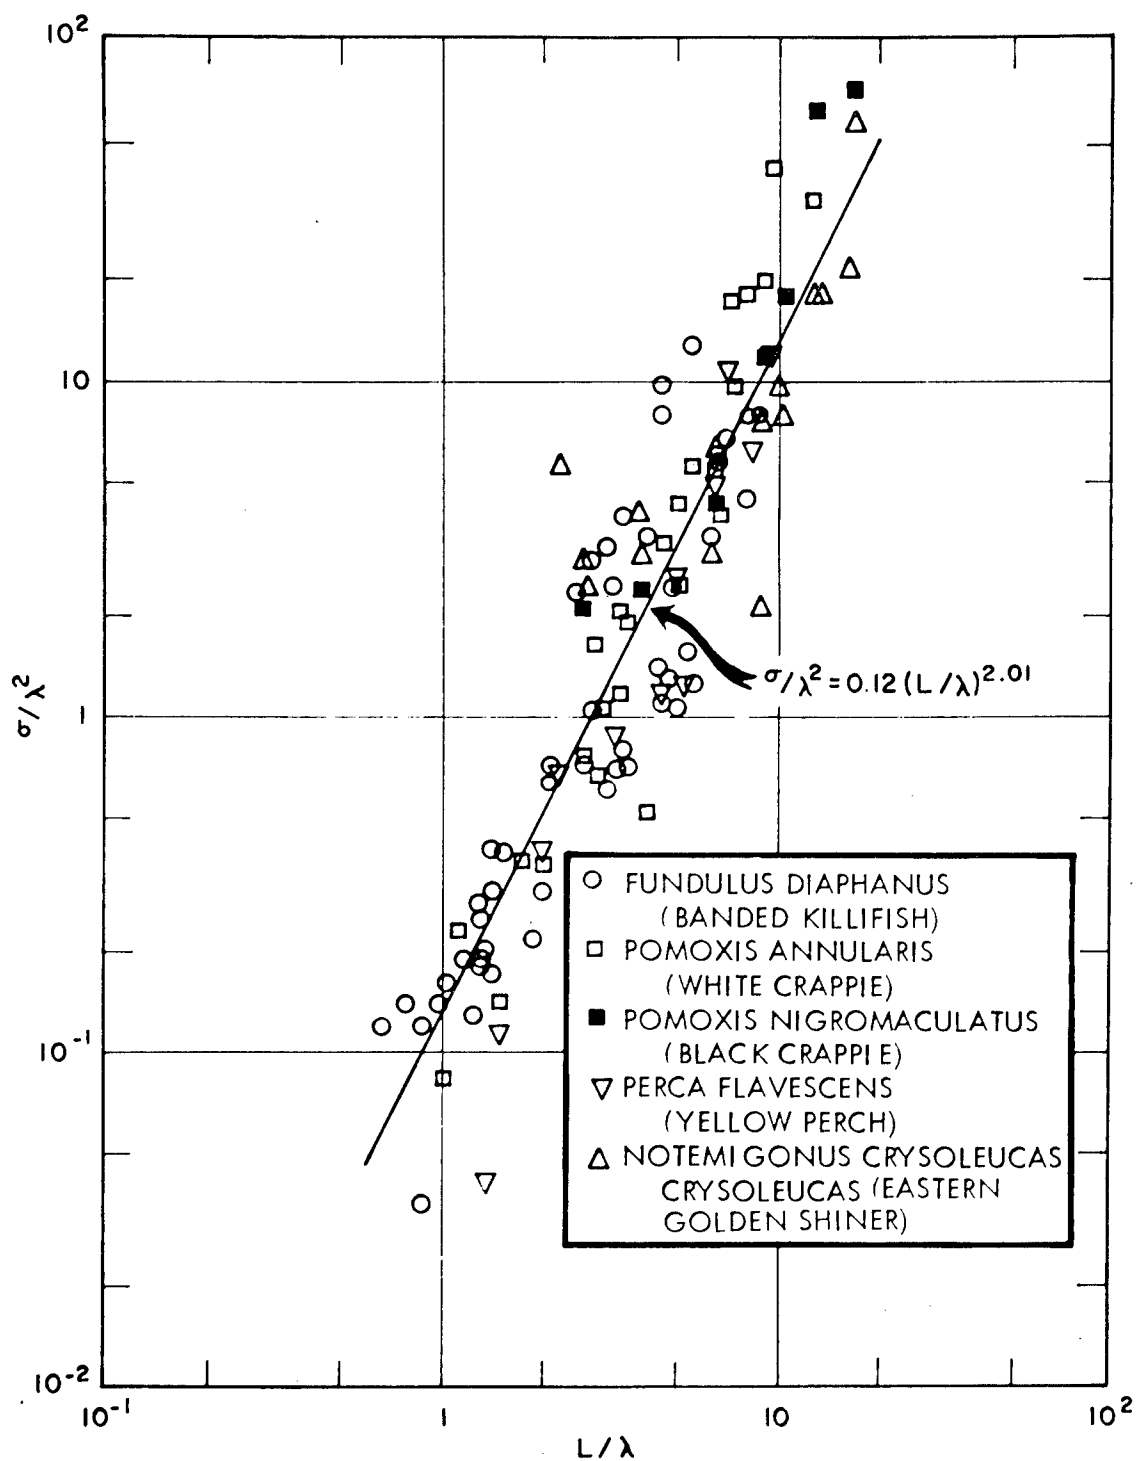 10²
10
1
10⁻¹
10⁻²
σ/λ²
σ/λ² = 0.12 (L/λ)²·⁰¹
FUNDULUS DIAPHANUS
(BANDED KILLIFISH)
POMOXIS ANNULARIS
(WHITE CRAPPIE)
POMOXIS NIGROMACULATUS
(BLACK CRAPPIE)
PERCA FLAVESCENS
(YELLOW PERCH)
NOTEMIGONUS CRYSOLEUCAS
CRYSOLEUCAS (EASTERN
GOLDEN SHINER)
10⁻¹ 1 10 10²
L/λ